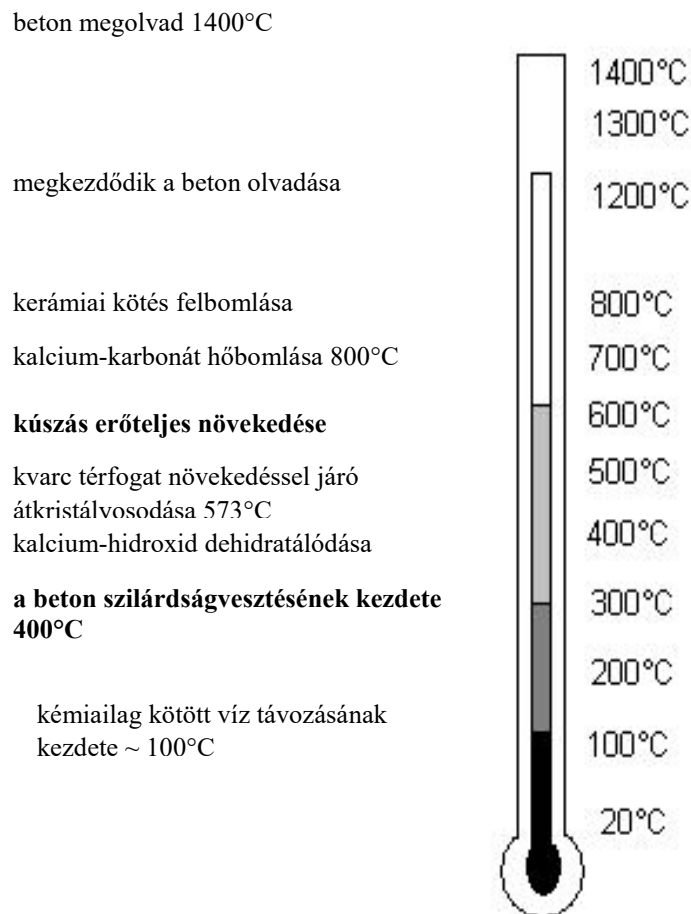 beton megolvad 1400°C
1400°C
1300°C
megkezdődik a beton olvadása
1200°C
kerámiai kötés felbomlása
800°C
kalcium-karbonát hőbomlása 800°C
700°C
kúszás erőteljes növekedése
600°C
kvarc térfogat növekedéssel járó
500°C
átkristályosodása 573°C
kalcium-hidroxid dehidratálódása
400°C
a beton szilárdságvesztésének kezdete
300°C
400°C
200°C
kémiailag kötött víz távozásának
kezdete ~ 100°C
100°C
20°C